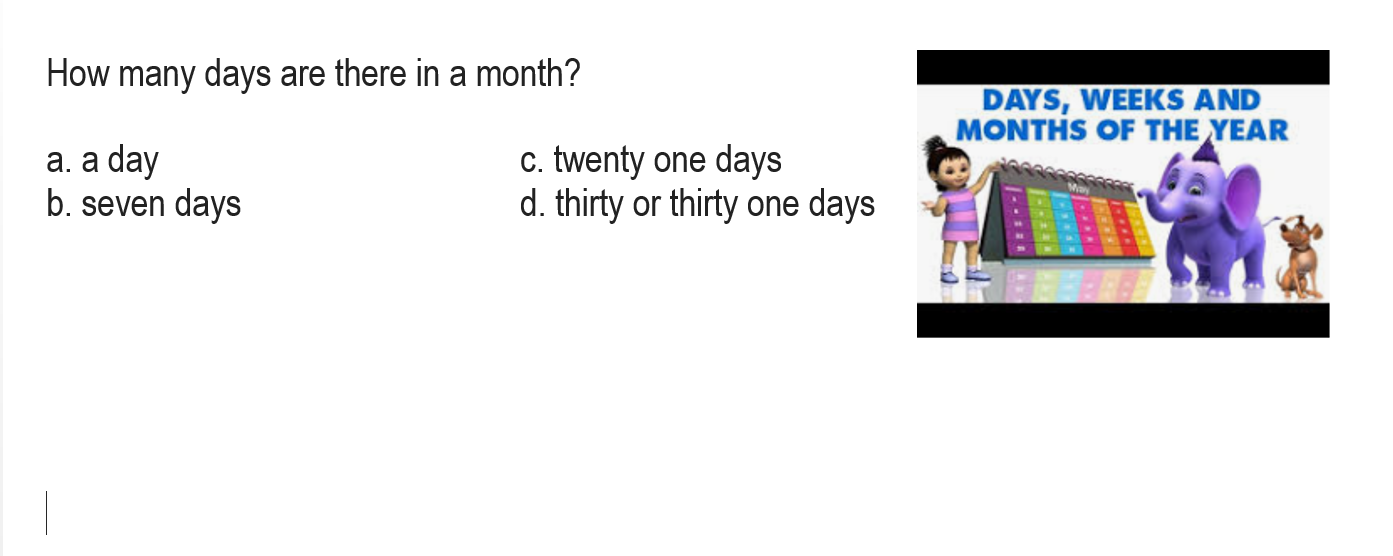 How many days are there in a month?
a. a day
b. seven days
c. twenty one days
d. thirty or thirty one days
DAYS, WEEKS AND
MONTHS OF THE YEAR
May